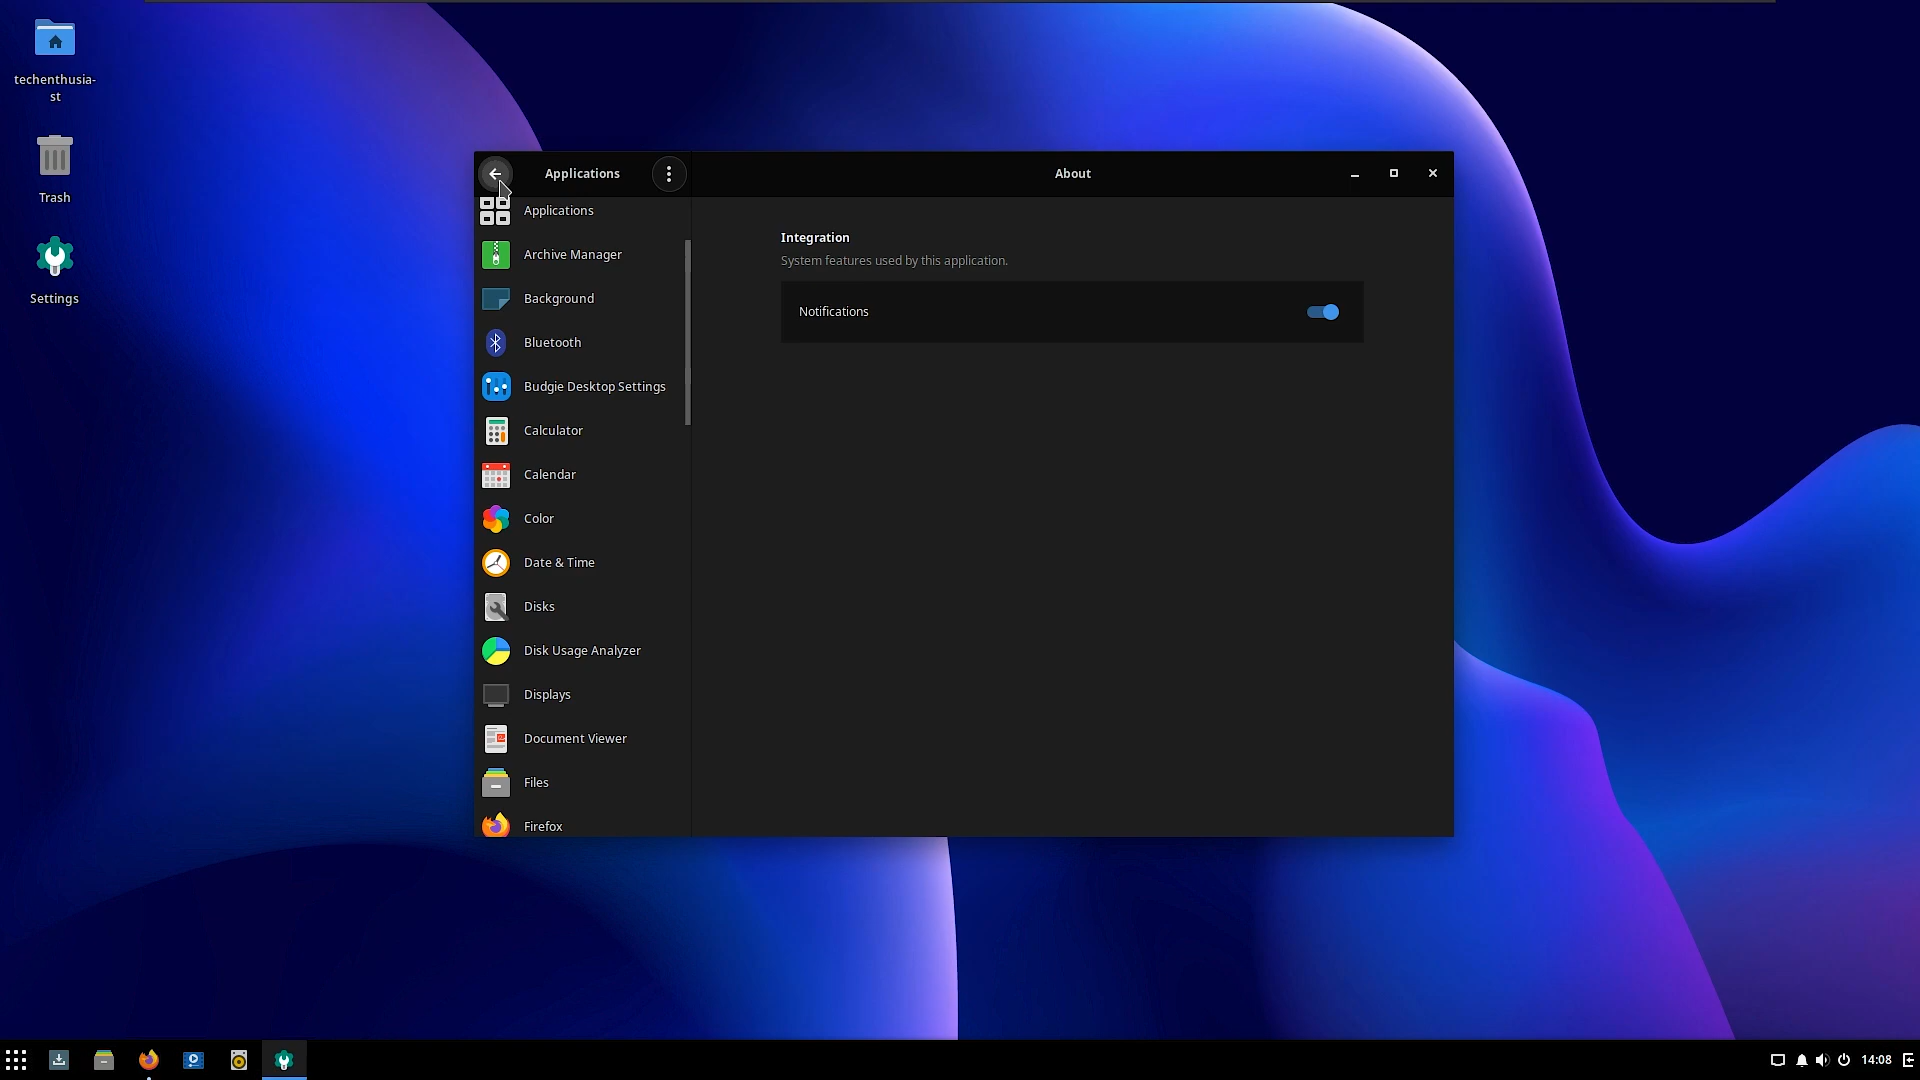 techenthusia-
st
Trash
Settings
Applications
About
Applications
Archive Manager
Background
Bluetooth
Budgie Desktop Settings
Calculator
Calendar
Color
Date & Time
Disks
Disk Usage Analyzer
Displays
Document Viewer
Files
Firefox
Integration
System features used by this application.
Notifications
14:08